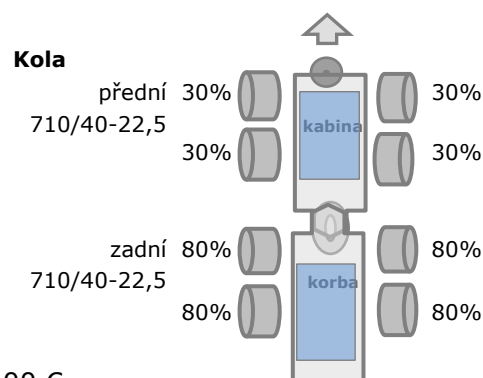 Kola
přední 30% 30%
710/40-22,5
kabina
30% 30%
zadní 80% 80%
710/40-22,5
korba
80% 80%